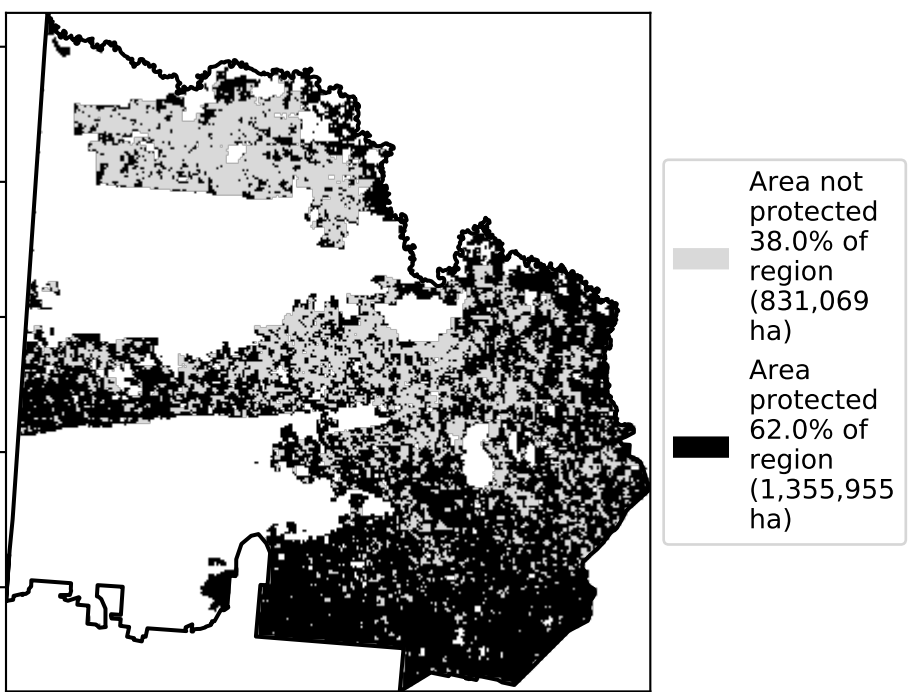 Area not
protected
38.0% of
region
(831,069
ha)
Area
protected
62.0% of
region
(1,355,955
ha)